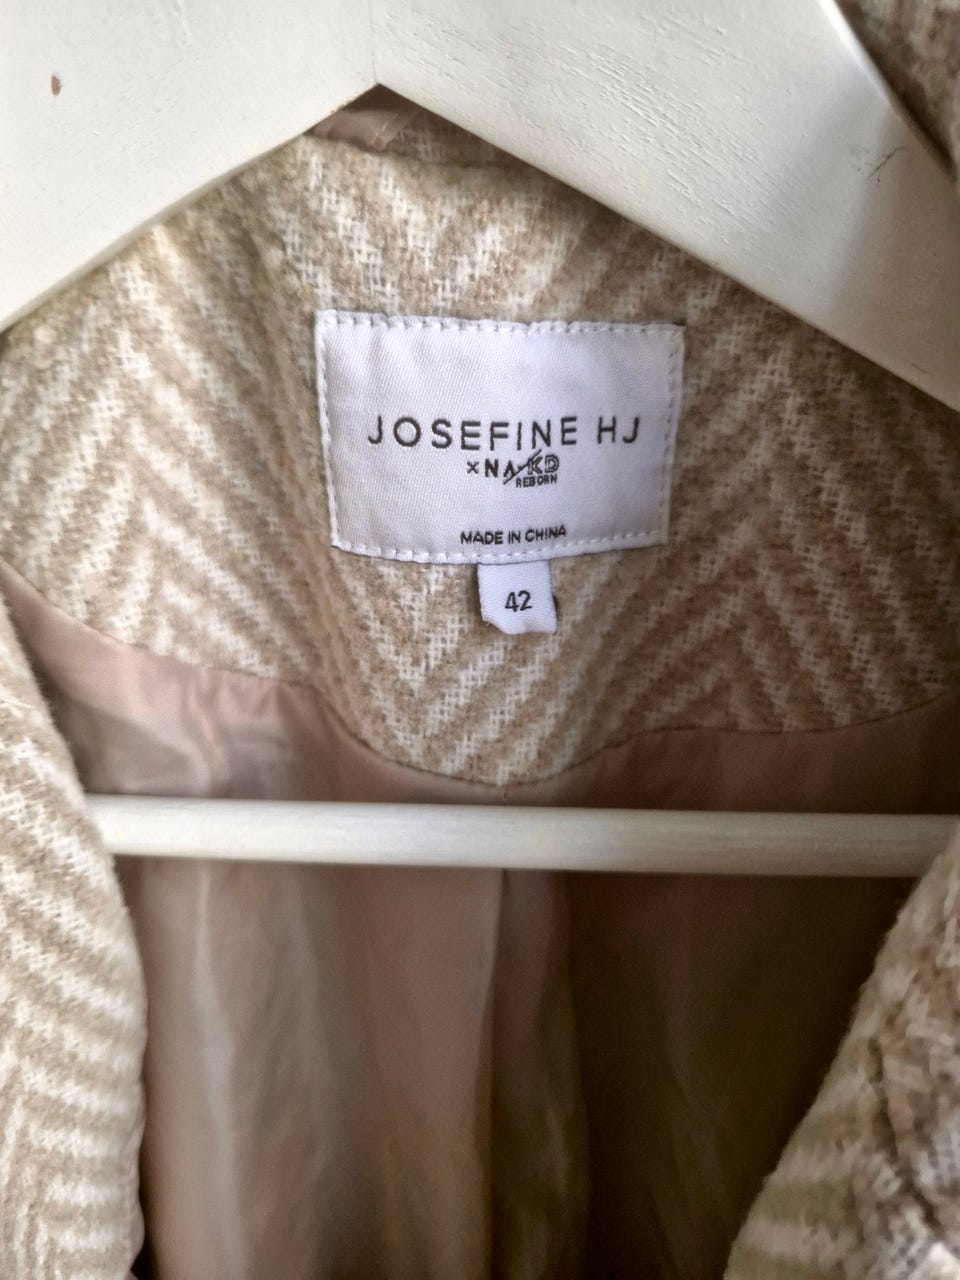 JOSEFINE HJ
×NA-KD
REBORN
MADE IN CHINA
42